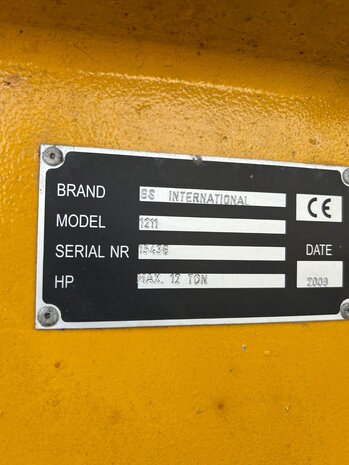 BRAND BS INTERNATIONAL
CE
MODEL 1211
SERIAL NR 15436
DATE
HP MAX. 12 TON
2009